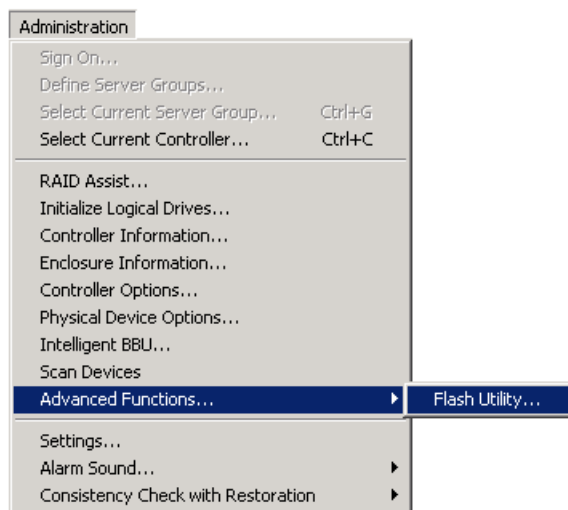 Administration
Sign On...
Define Server Groups...
Select Current Server Group... Ctrl+G
Select Current Controller... Ctrl+C
RAID Assist...
Initialize Logical Drives...
Controller Information...
Enclosure Information...
Controller Options...
Physical Device Options...
Intelligent BBU...
Scan Devices
Advanced Functions... Flash Utility...
Settings...
Alarm Sound...
Consistency Check with Restoration